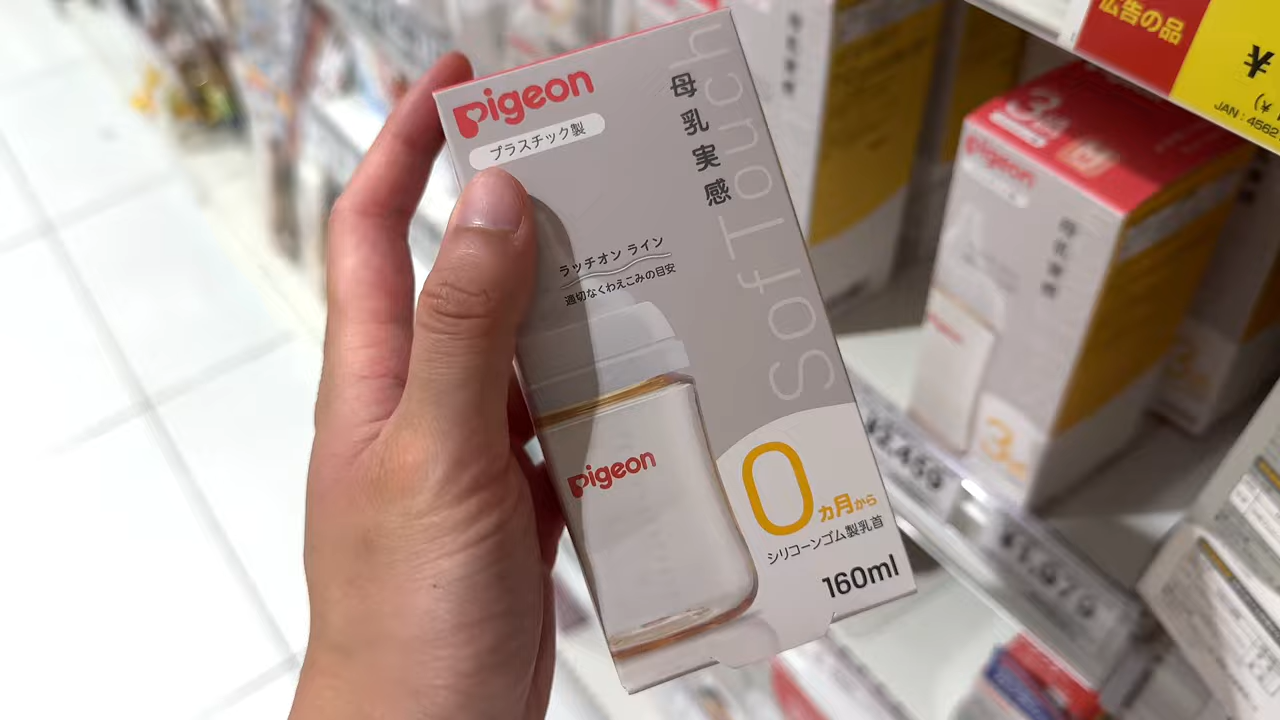 Pigeon
プラスチック製
母乳実感
SofTouch
ラッチオン ライン
適切なくわえこみの目安
Pigeon
0ヵ月から
シリコーンゴム製乳首
160ml
広告の品
Pigeon
母乳実感
3
JAN : 4562